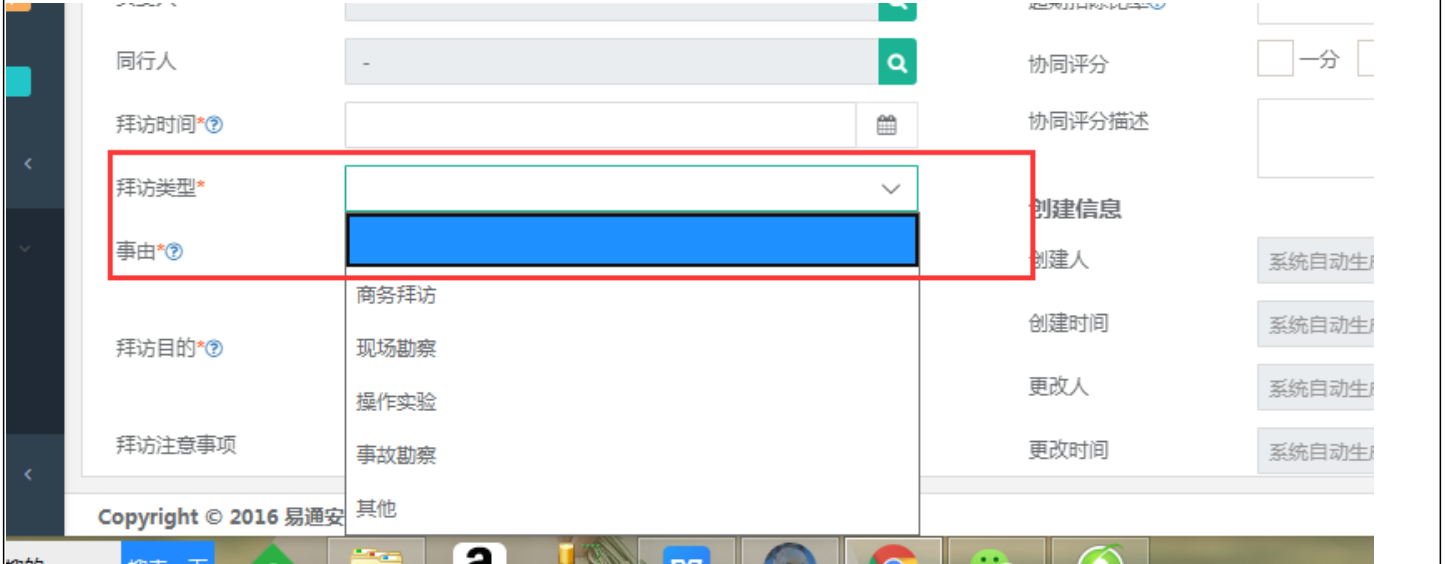 同行人
-
协同评分
一分
拜访时间*?
协同评分描述
拜访类型*
创建信息
事由*?
创建人
系统自动生
商务拜访
创建时间
系统自动生
拜访目的*?
现场勘察
更改人
系统自动生
操作实验
拜访注意事项
事故勘察
更改时间
系统自动生
其他
Copyright © 2016 易通安